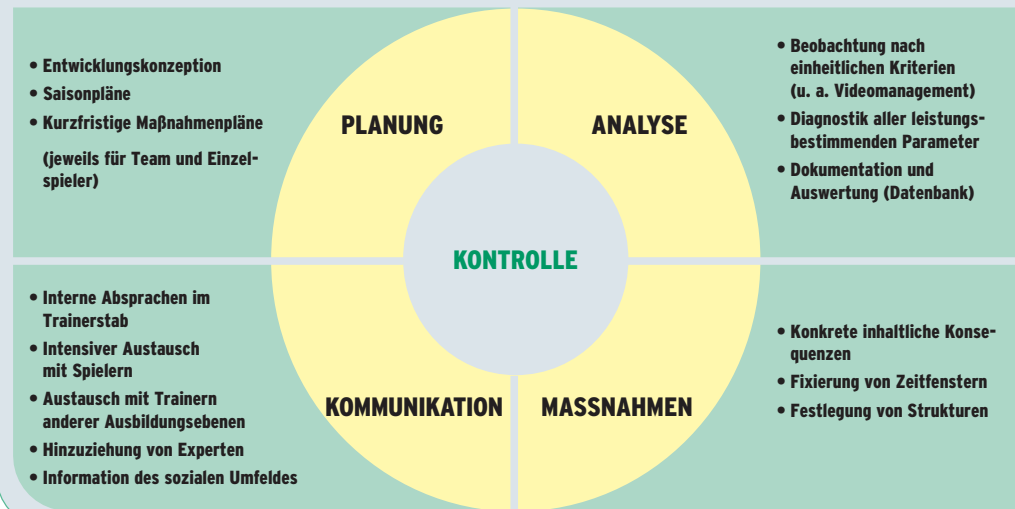 • Entwicklungskonzeption
• Saisonpläne
• Kurzfristige Maßnahmenpläne
(jeweils für Team und Einzel-
spieler)
PLANUNG
ANALYSE
• Beobachtung nach
einheitlichen Kriterien
(u. a. Videomanagement)
• Diagnostik aller leistungs-
bestimmenden Parameter
• Dokumentation und
Auswertung (Datenbank)
KONTROLLE
• Interne Absprachen im
Trainerstab
• Intensiver Austausch
mit Spielern
• Austausch mit Trainern
anderer Ausbildungsebenen
• Hinzuziehung von Experten
• Information des sozialen Umfeldes
KOMMUNIKATION
MASSNAHMEN
• Konkrete inhaltliche Konse-
quenzen
• Fixierung von Zeitfenstern
• Festlegung von Strukturen